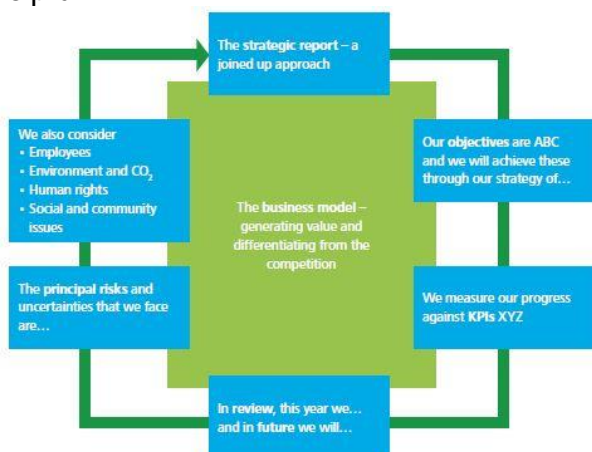 The strategic report – a
joined up approach
Our objectives are ABC
and we will achieve these
through our strategy of...
We measure our progress
against KPIs XYZ
In review, this year we...
and in future we will...
The principal risks and
uncertainties that we face
are...
We also consider
• Employees
• Environment and CO₂
• Human rights
• Social and community
issues
The business model –
generating value and
differentiating from the
competition